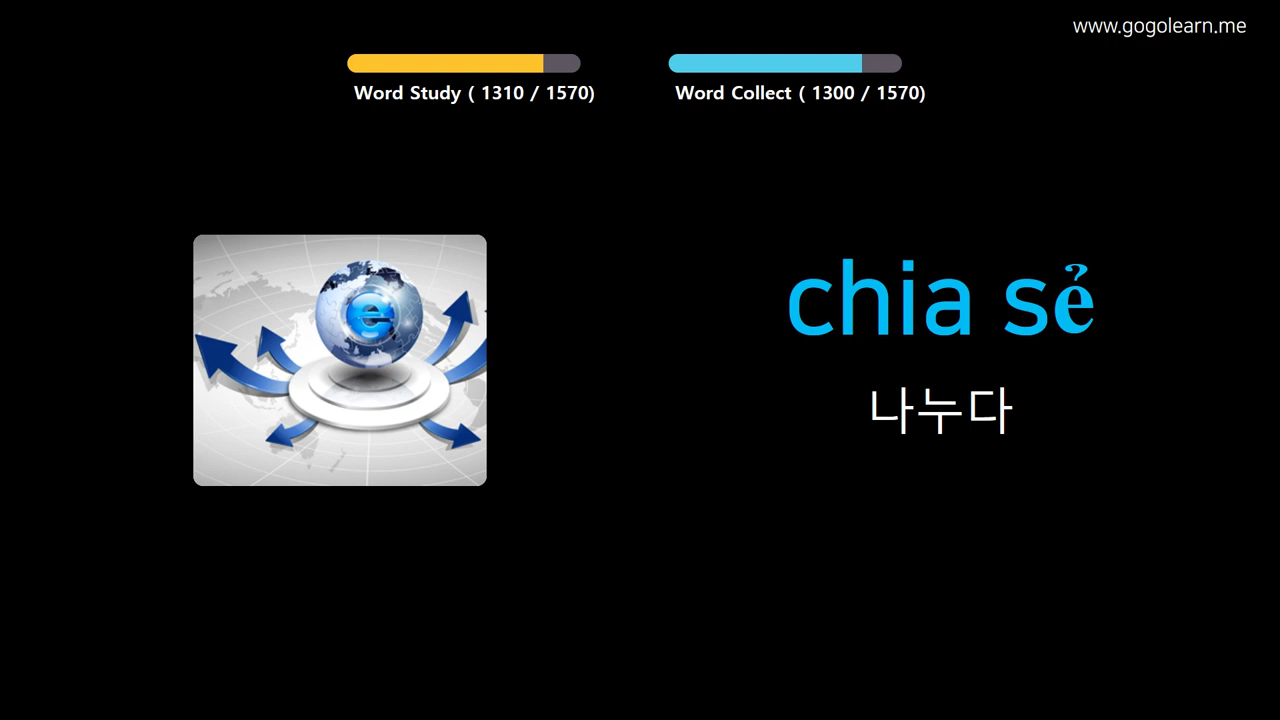 www.gogolearn.me
Word Study ( 1310 / 1570)
Word Collect ( 1300 / 1570)
e
chia sẻ
나누다